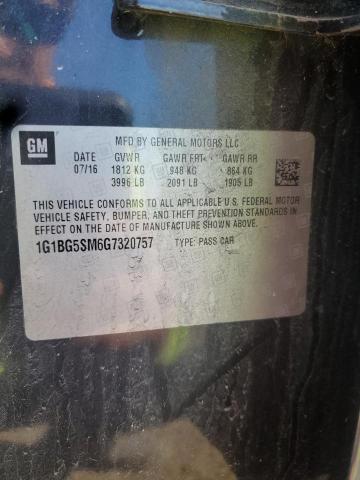 GM
MFD BY GENERAL MOTORS LLC
DATE GVWR GAWR FRT GAWR RR
07/16 1812 KG 948 KG 864 KG
3996 LB 2091 LB 1905 LB
THIS VEHICLE CONFORMS TO ALL APPLICABLE U. S. FEDERAL MOTOR
VEHICLE SAFETY, BUMPER, AND THEFT PREVENTION STANDARDS IN
EFFECT ON THE DATE OF MANUFACTURE SHOWN ABOVE.
1G1BG5SM6G7320757 TYPE: PASS CAR